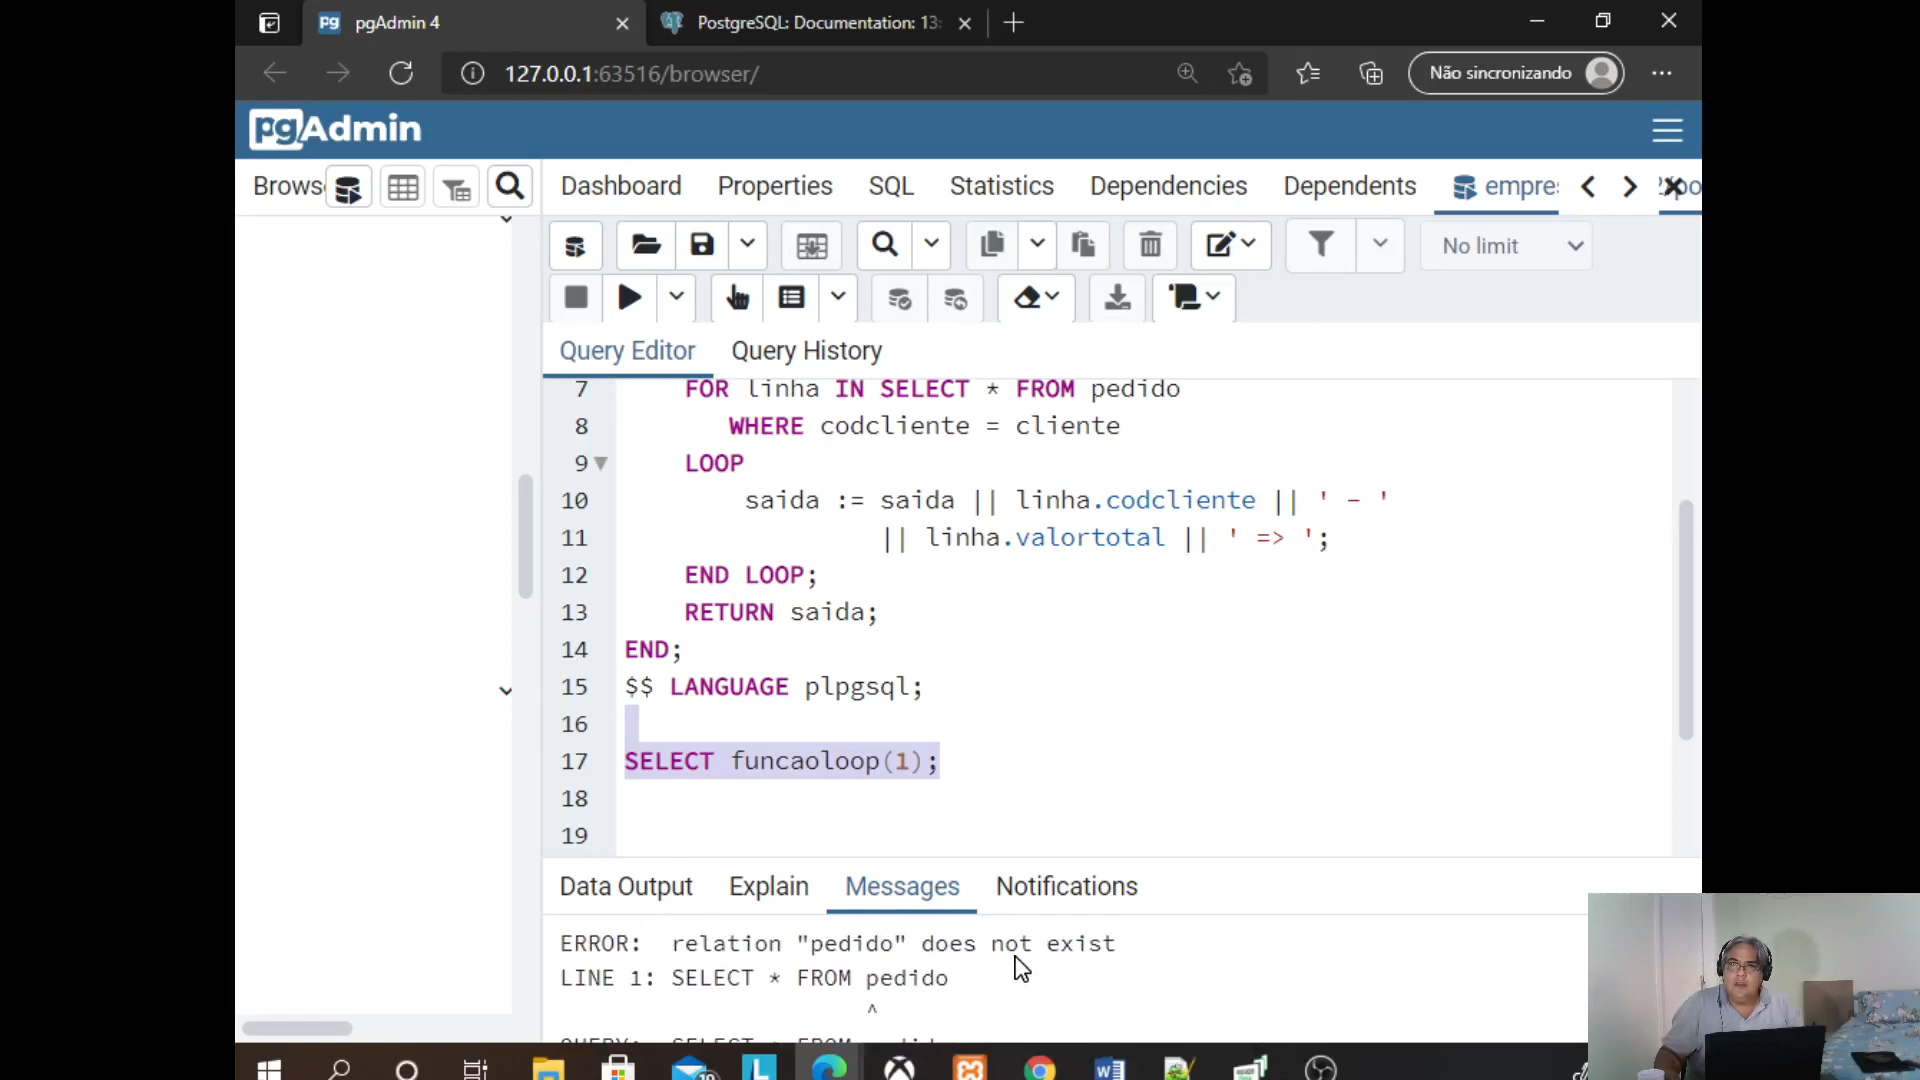 pgAdmin 4
PostgreSQL: Documentation: 13:
127.0.0.1:63516/browser/
Não sincronizando
pgAdmin
Brows
Dashboard
Properties
SQL
Statistics
Dependencies
Dependents
empre
No limit
Query Editor
Query History
7 FOR linha IN SELECT * FROM pedido
8 WHERE codcliente = cliente
9 LOOP
10 saida := saida || linha.codcliente || ' - '
11 || linha.valortotal || ' => ';
12 END LOOP;
13 RETURN saida;
14 END;
15 $$ LANGUAGE plpgsql;
16
17 SELECT funcaoloop(1);
18
19
Data Output
Explain
Messages
Notifications
ERROR: relation "pedido" does not exist
LINE 1: SELECT * FROM pedido
^